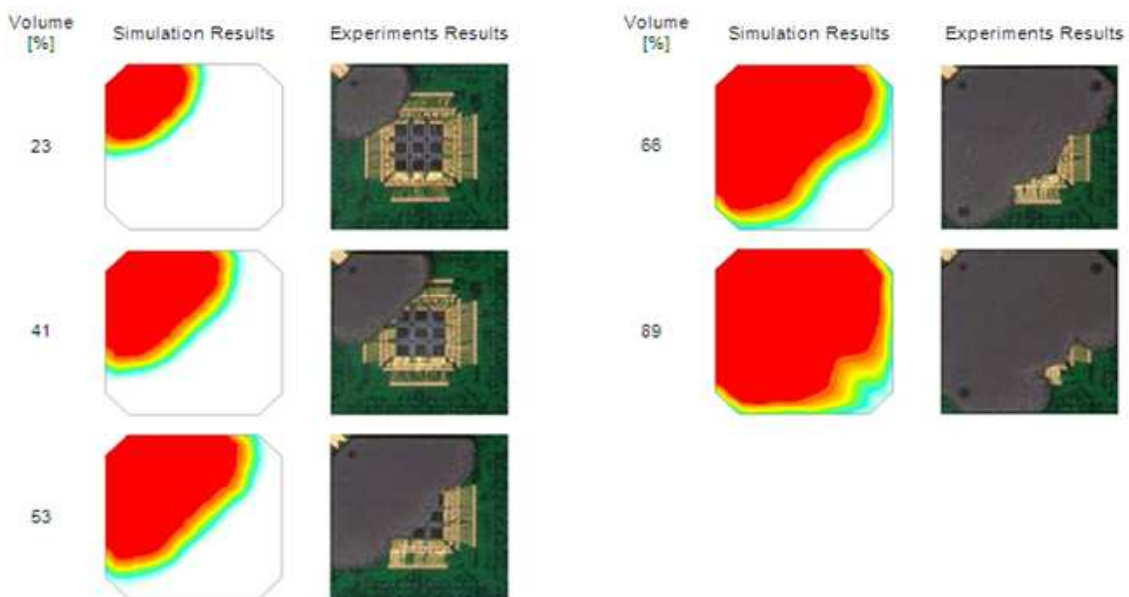 Volume [%] Simulation Results Experiments Results
23
41
53
Volume [%] Simulation Results Experiments Results
66
89